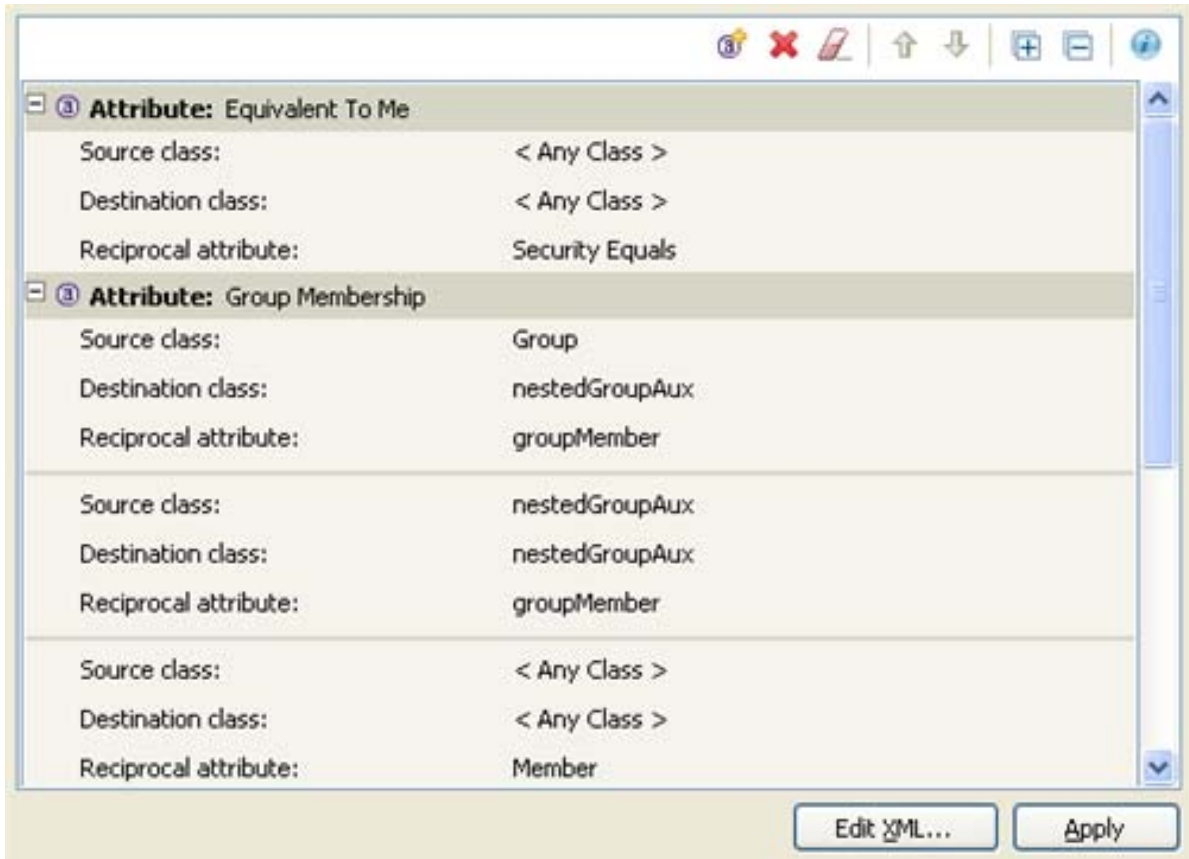 Attribute: Equivalent To Me
Source class: < Any Class >
Destination class: < Any Class >
Reciprocal attribute: Security Equals
Attribute: Group Membership
Source class: Group
Destination class: nestedGroupAux
Reciprocal attribute: groupMember
Source class: nestedGroupAux
Destination class: nestedGroupAux
Reciprocal attribute: groupMember
Source class: < Any Class >
Destination class: < Any Class >
Reciprocal attribute: Member
Edit XML... Apply